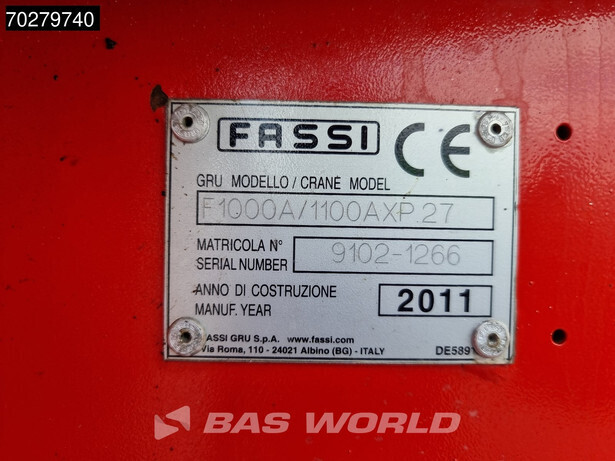 70279740
FASSI CE
GRU MODELLO / CRANE MODEL
F1000A/1100AXP.27
MATRICOLA N° 9102-1266
SERIAL NUMBER
ANNO DI COSTRUZIONE 2011
MANUF. YEAR
FASSI GRU S.p.A. www.fassi.com
Via Roma, 110 - 24021 Albino (BG) - ITALY
BAS WORLD